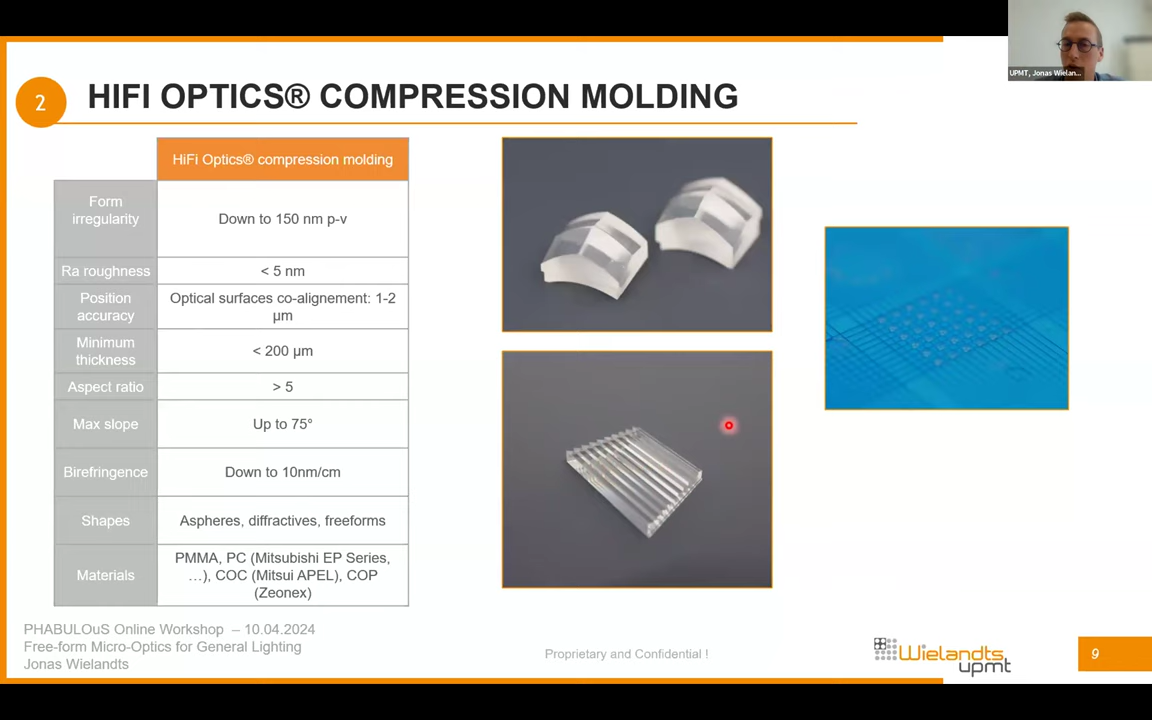 UPMT, Jonas Wielan...
2
HIFI OPTICS® COMPRESSION MOLDING
HiFi Optics® compression molding
Form
irregularity
Down to 150 nm p-v
Ra roughness
< 5 nm
Position
accuracy
Optical surfaces co-alignement: 1-2
µm
Minimum
thickness
< 200 µm
Aspect ratio
> 5
Max slope
Up to 75°
Birefringence
Down to 10nm/cm
Shapes
Aspheres, diffractives, freeforms
Materials
PMMA, PC (Mitsubishi EP Series,
…), COC (Mitsui APEL), COP
(Zeonex)
PHABULOuS Online Workshop – 10.04.2024
Free-form Micro-Optics for General Lighting
Jonas Wielandts
Proprietary and Confidential !
Wielandts
upmt
9